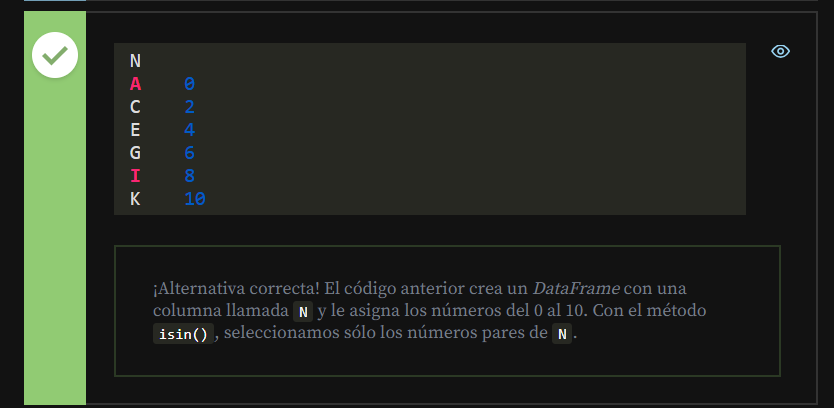 N
A 0
C 2
E 4
G 6
I 8
K 10
¡Alternativa correcta! El código anterior crea un DataFrame con una
columna llamada N y le asigna los números del 0 al 10. Con el método
isin() , seleccionamos sólo los números pares de N .